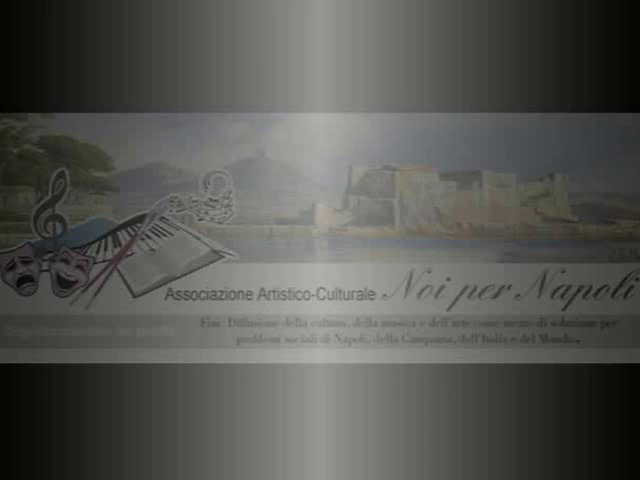 Associazione Artistico-Culturale Noi per Napoli
Fini: Diffusione della cultura, della musica e dell'arte come mezzo di soluzione per
problemi sociali di Napoli, della Campania, dell'Italia e del Mondo.